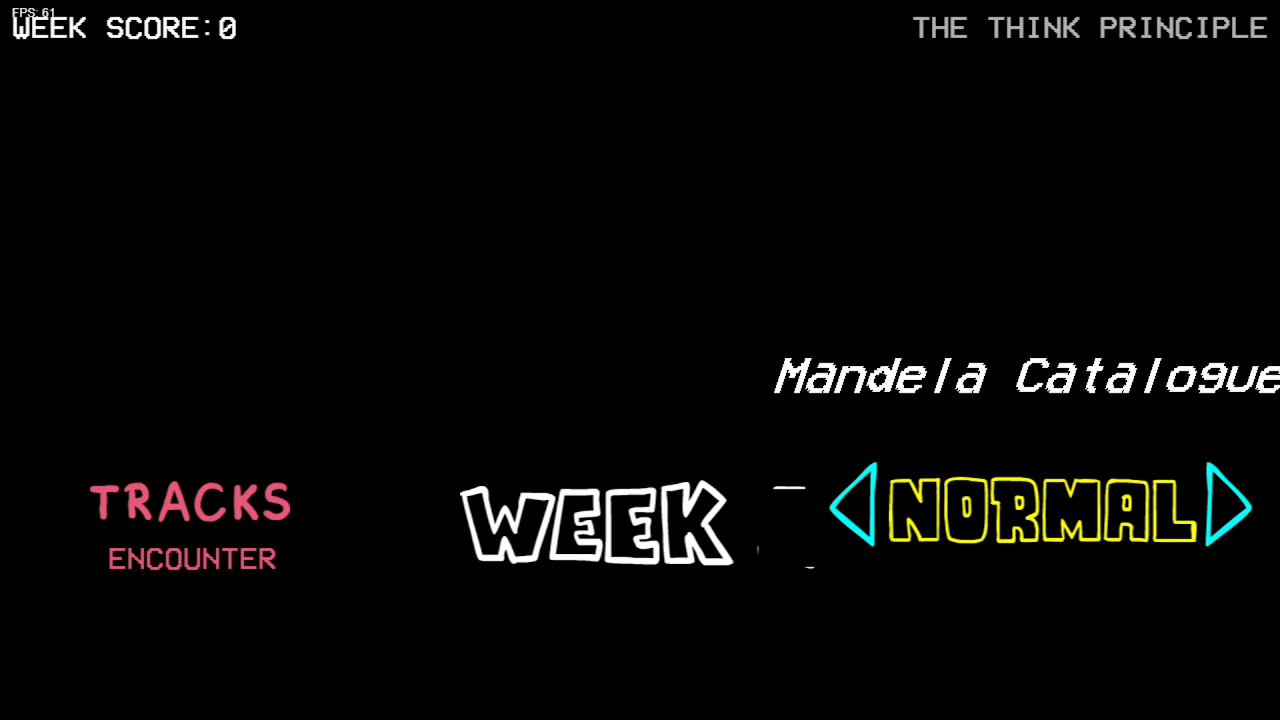 FPS: 61
WEEK SCORE:0
THE THINK PRINCIPLE
Mandela Catalogue
TRACKS
ENCOUNTER
WEEK
NORMAL